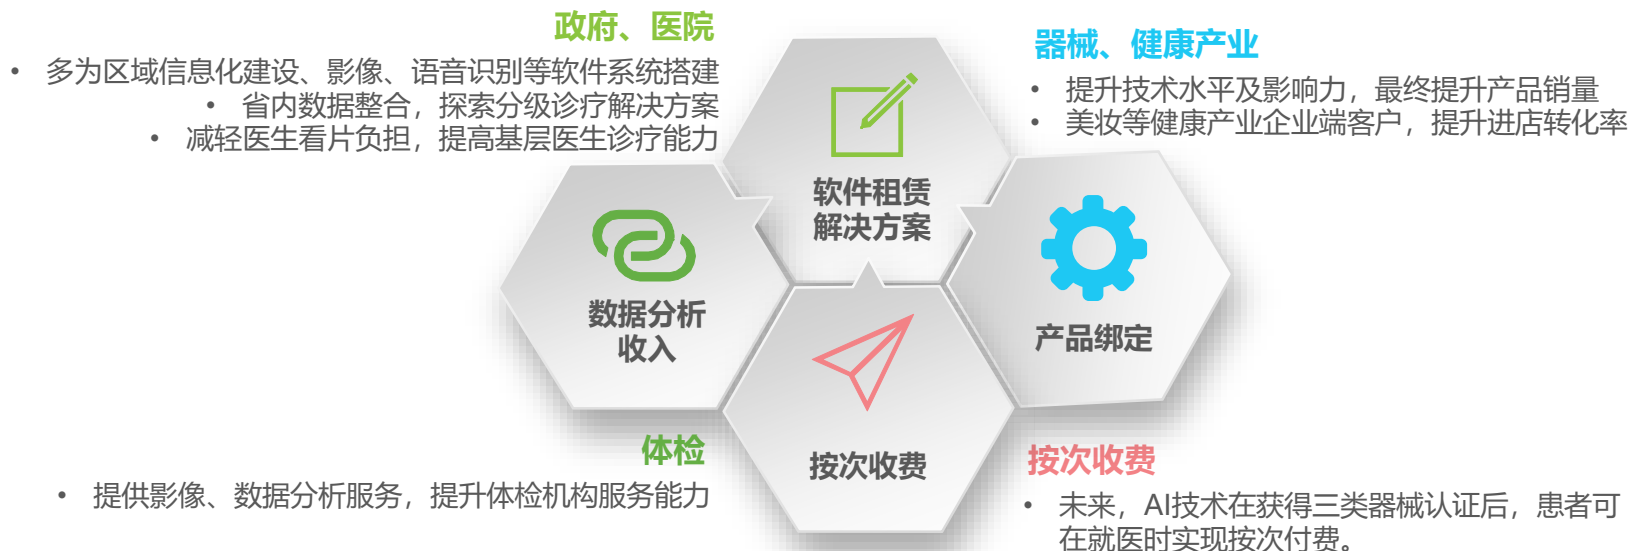 政府、医院
• 多为区域信息化建设、影像、语音识别等软件系统搭建
• 省内数据整合，探索分级诊疗解决方案
• 减轻医生看片负担，提高基层医生诊疗能力
器械、健康产业
• 提升技术水平及影响力，最终提升产品销量
• 美妆等健康产业企业端客户，提升进店转化率
软件租赁
解决方案
数据分析
收入
产品绑定
按次收费
体检
• 提供影像、数据分析服务，提升体检机构服务能力
按次收费
• 未来，AI技术在获得三类器械认证后，患者可
在就医时实现按次付费。